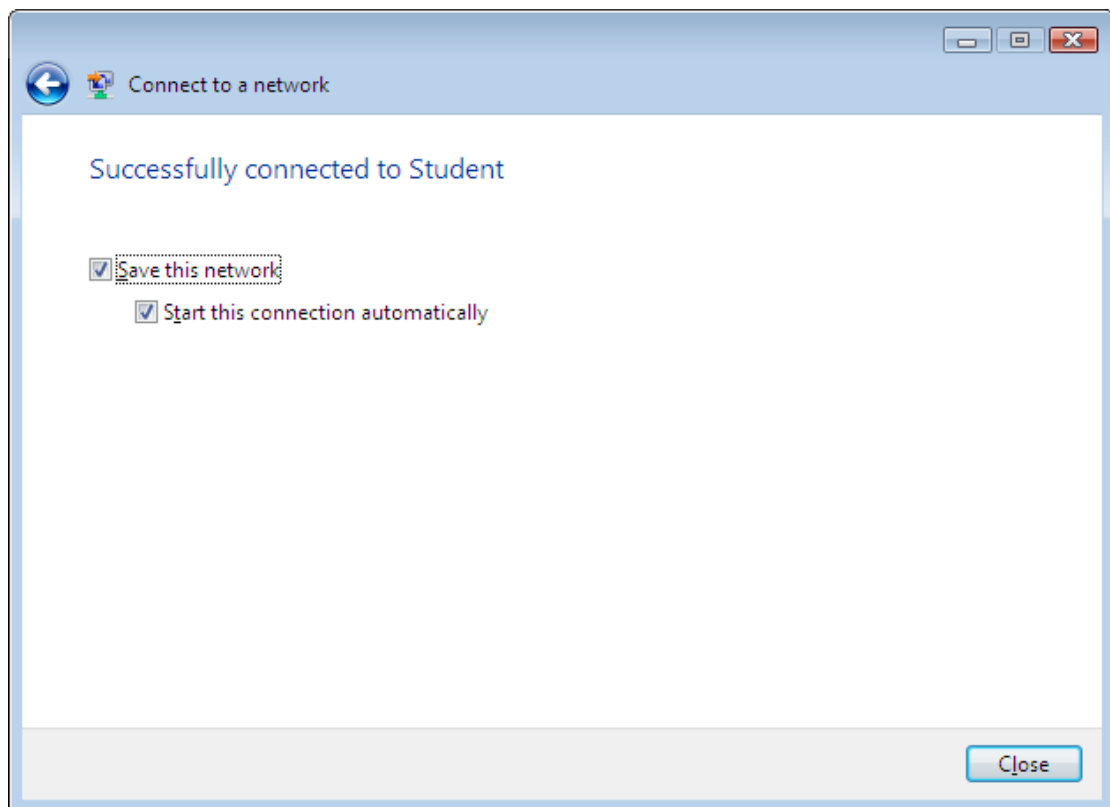 Connect to a network
Successfully connected to Student
Save this network
Start this connection automatically
Close